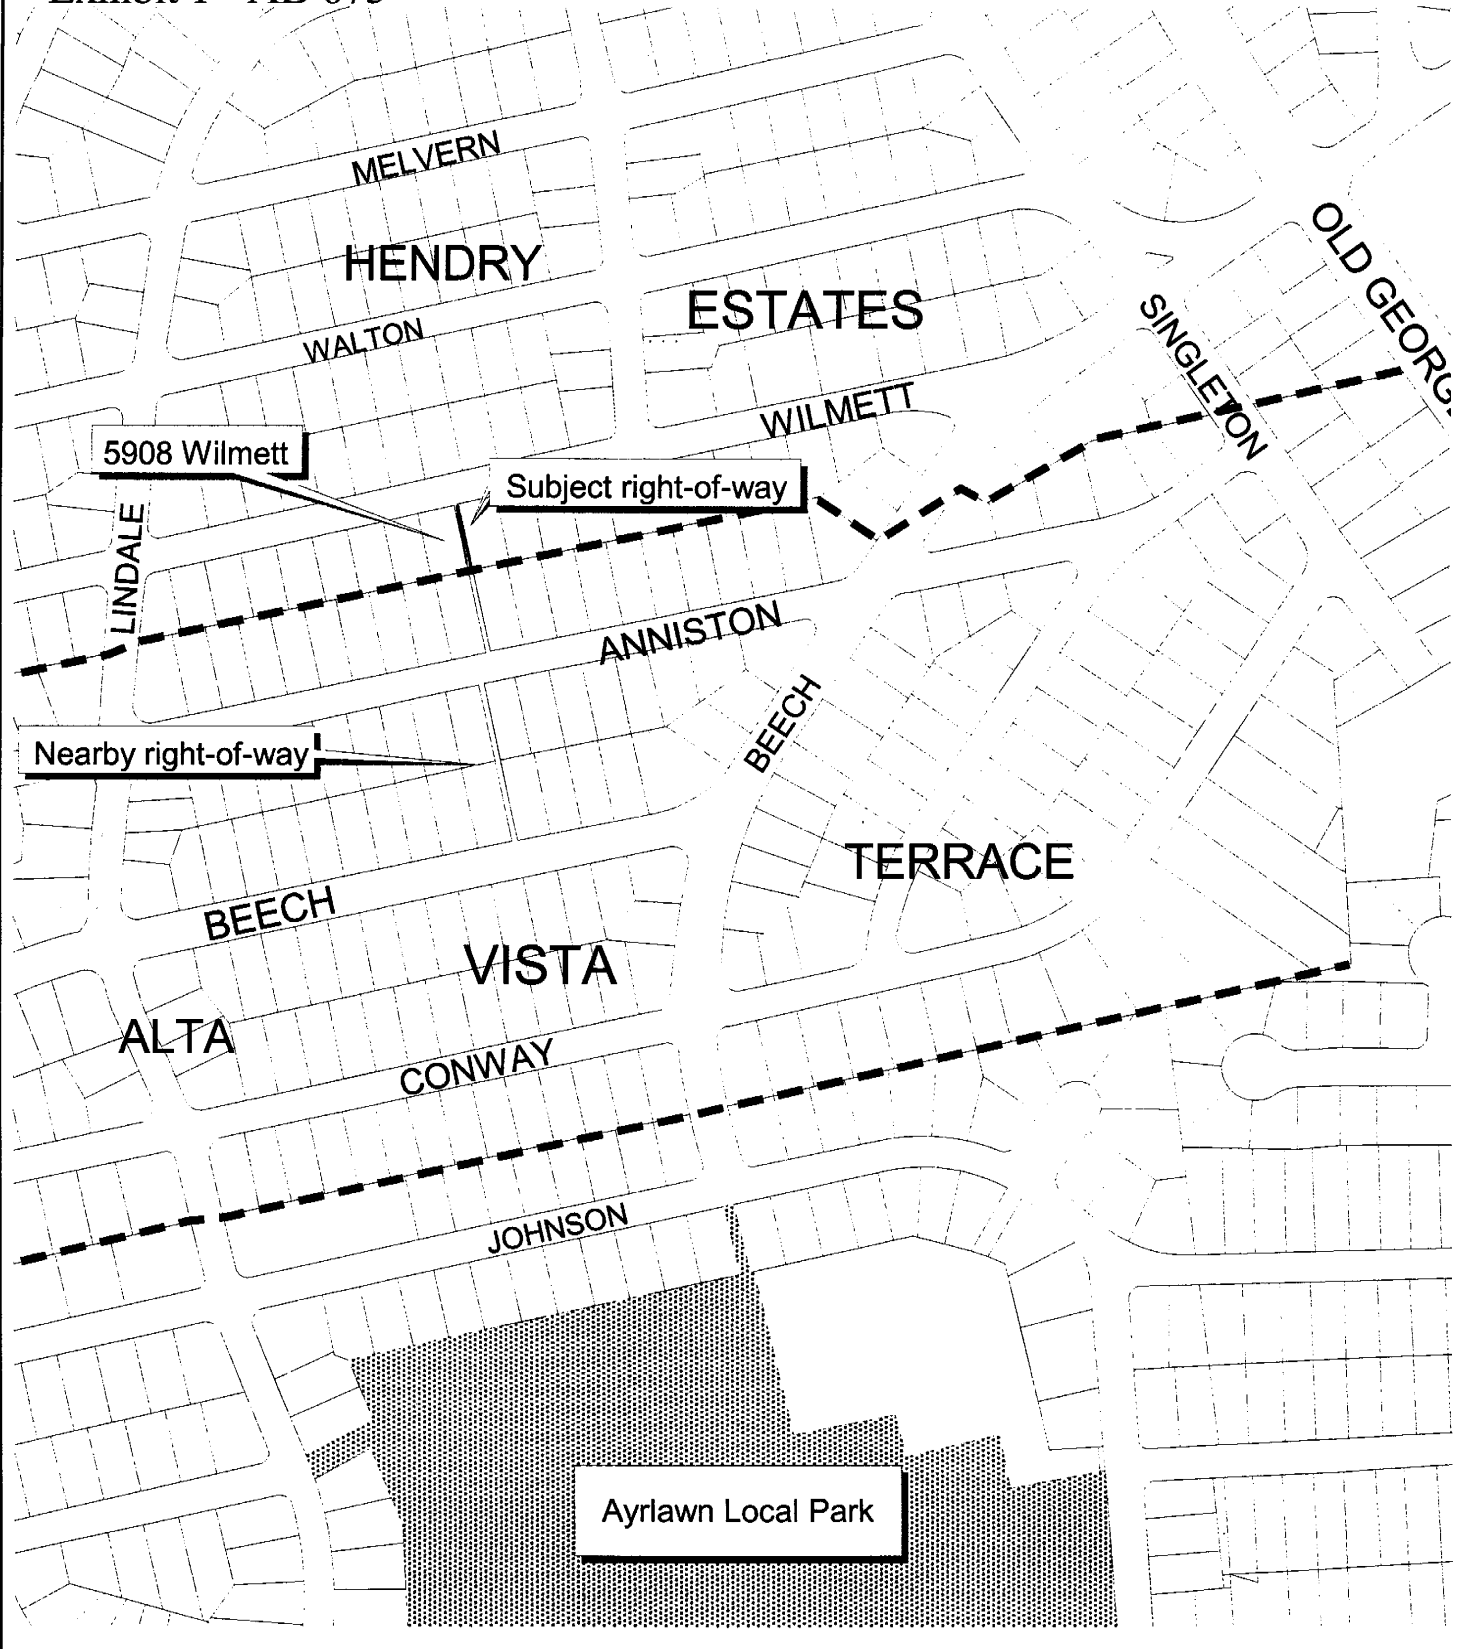 MELVERN
HENDRY
OLD GEORG
ESTATES
SINGLETON
WALTON
WILMETT
5908 Wilmett
Subject right-of-way
LINDALE
ANNISTON
BEECH
Nearby right-of-way
TERRACE
BEECH
VISTA
ALTA
CONWAY
JOHNSON
Ayrlawn Local Park